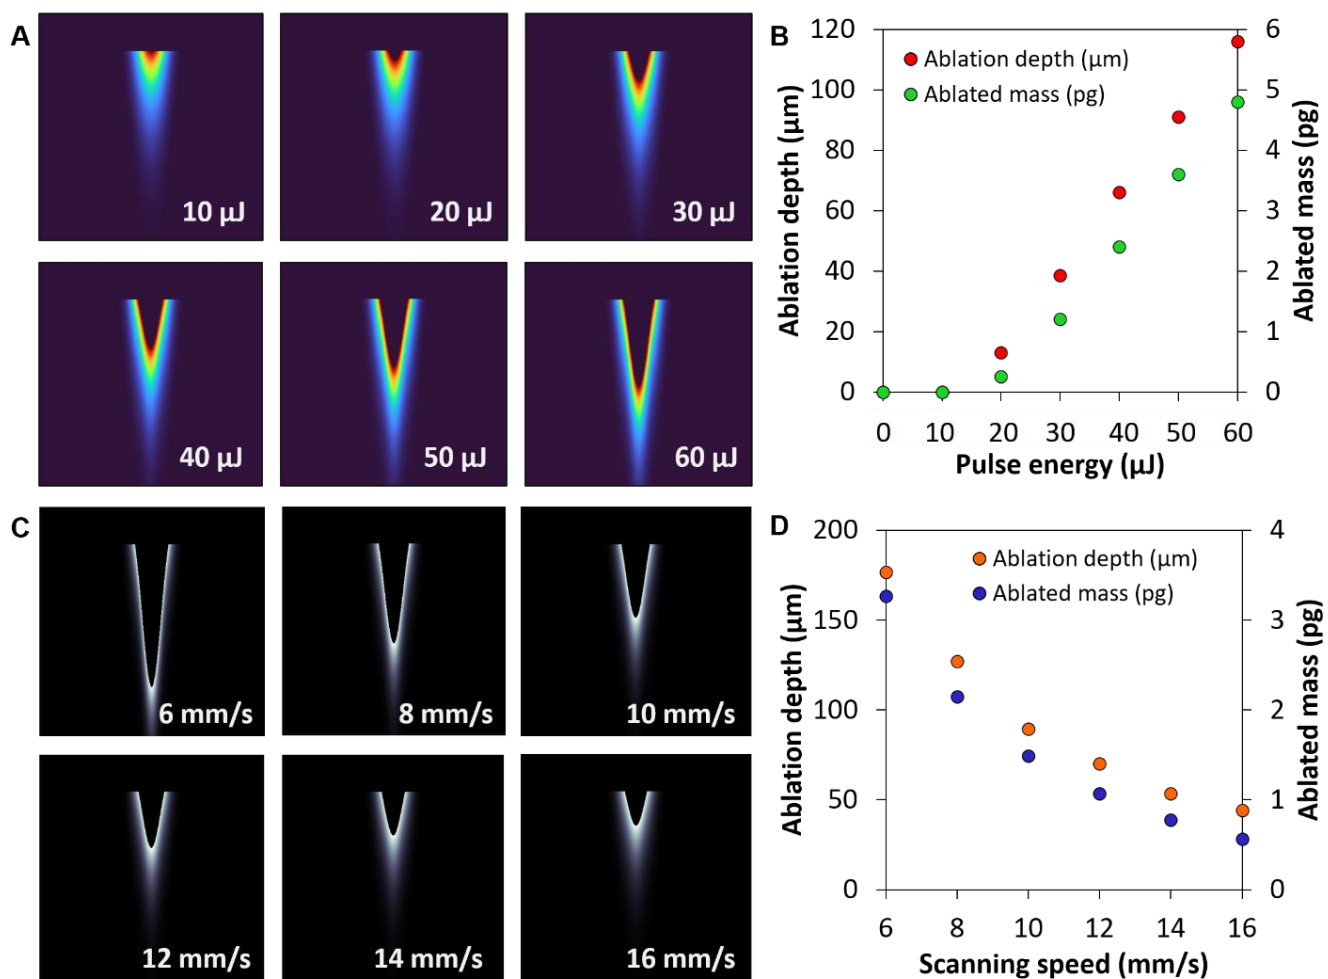 A
10 µJ
20 µJ
30 µJ
40 µJ
50 µJ
60 µJ
B
Ablation depth (µm)
Ablated mass (pg)
120
100
80
60
40
20
0
6
5
4
3
2
1
0
0 10 20 30 40 50 60
Ablation depth (µm)
Ablated mass (pg)
Pulse energy (µJ)
C
6 mm/s
8 mm/s
10 mm/s
12 mm/s
14 mm/s
16 mm/s
D
Ablation depth (µm)
Ablated mass (pg)
200
150
100
50
0
4
3
2
1
0
6 8 10 12 14 16
Ablation depth (µm)
Ablated mass (pg)
Scanning speed (mm/s)